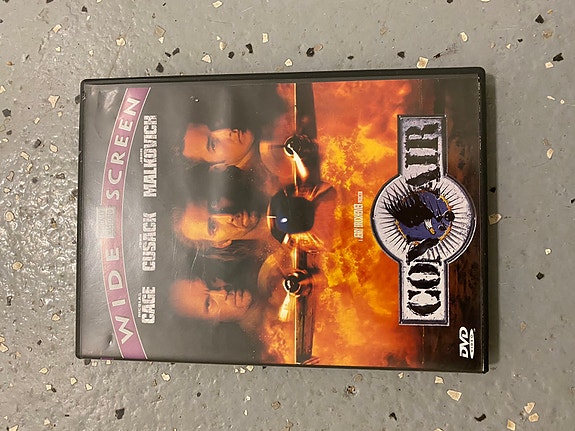 WIDE SCREEN
CAGE CUSACK MALKOVICH
CON AIR
DVD